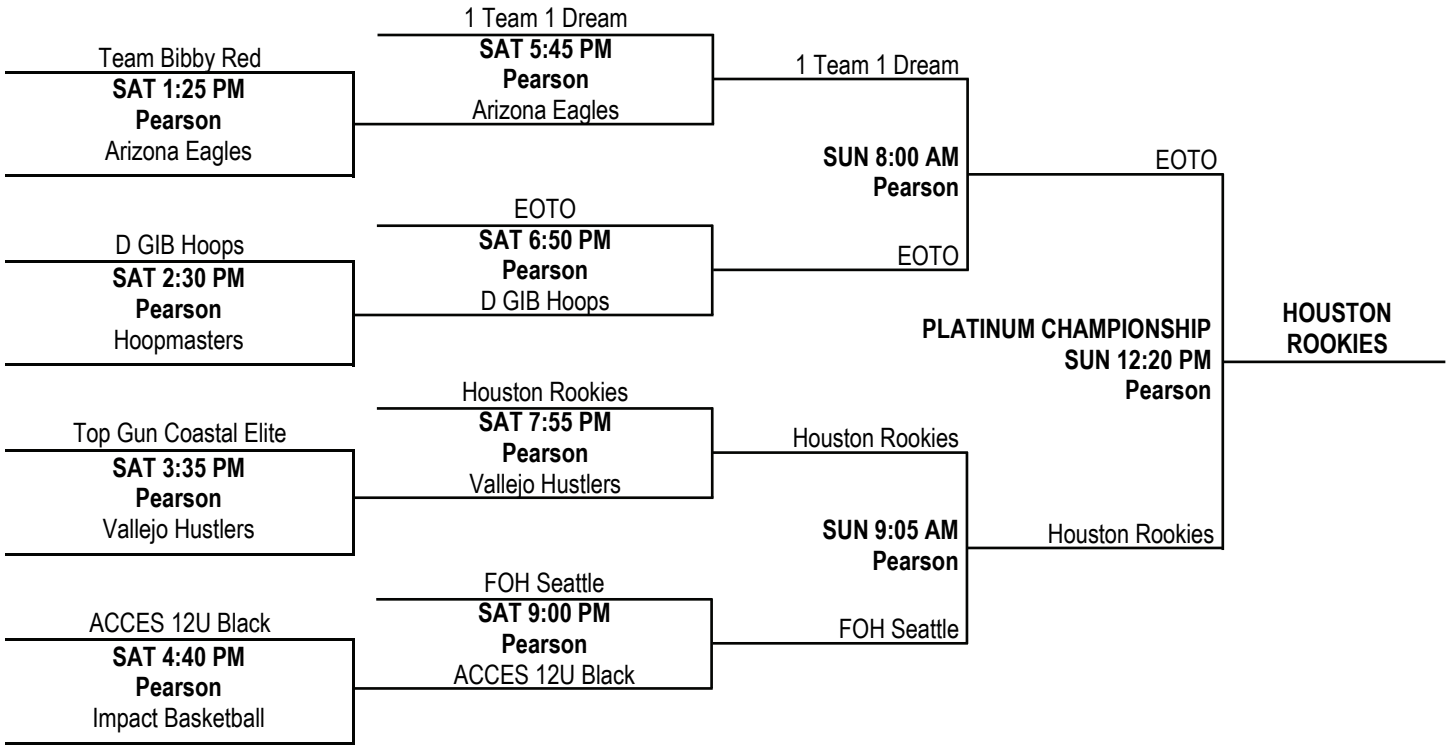 Team Bibby Red
SAT 1:25 PM
Pearson
Arizona Eagles
D GIB Hoops
SAT 2:30 PM
Pearson
Hoopmasters
Top Gun Coastal Elite
SAT 3:35 PM
Pearson
Vallejo Hustlers
ACCES 12U Black
SAT 4:40 PM
Pearson
Impact Basketball
1 Team 1 Dream
SAT 5:45 PM
Pearson
Arizona Eagles
EOTO
SAT 6:50 PM
Pearson
D GIB Hoops
Houston Rookies
SAT 7:55 PM
Pearson
Vallejo Hustlers
FOH Seattle
SAT 9:00 PM
Pearson
ACCES 12U Black
1 Team 1 Dream
SUN 8:00 AM
Pearson
EOTO
Houston Rookies
SUN 9:05 AM
Pearson
FOH Seattle
EOTO
PLATINUM CHAMPIONSHIP
SUN 12:20 PM
Pearson
Houston Rookies
HOUSTON
ROOKIES